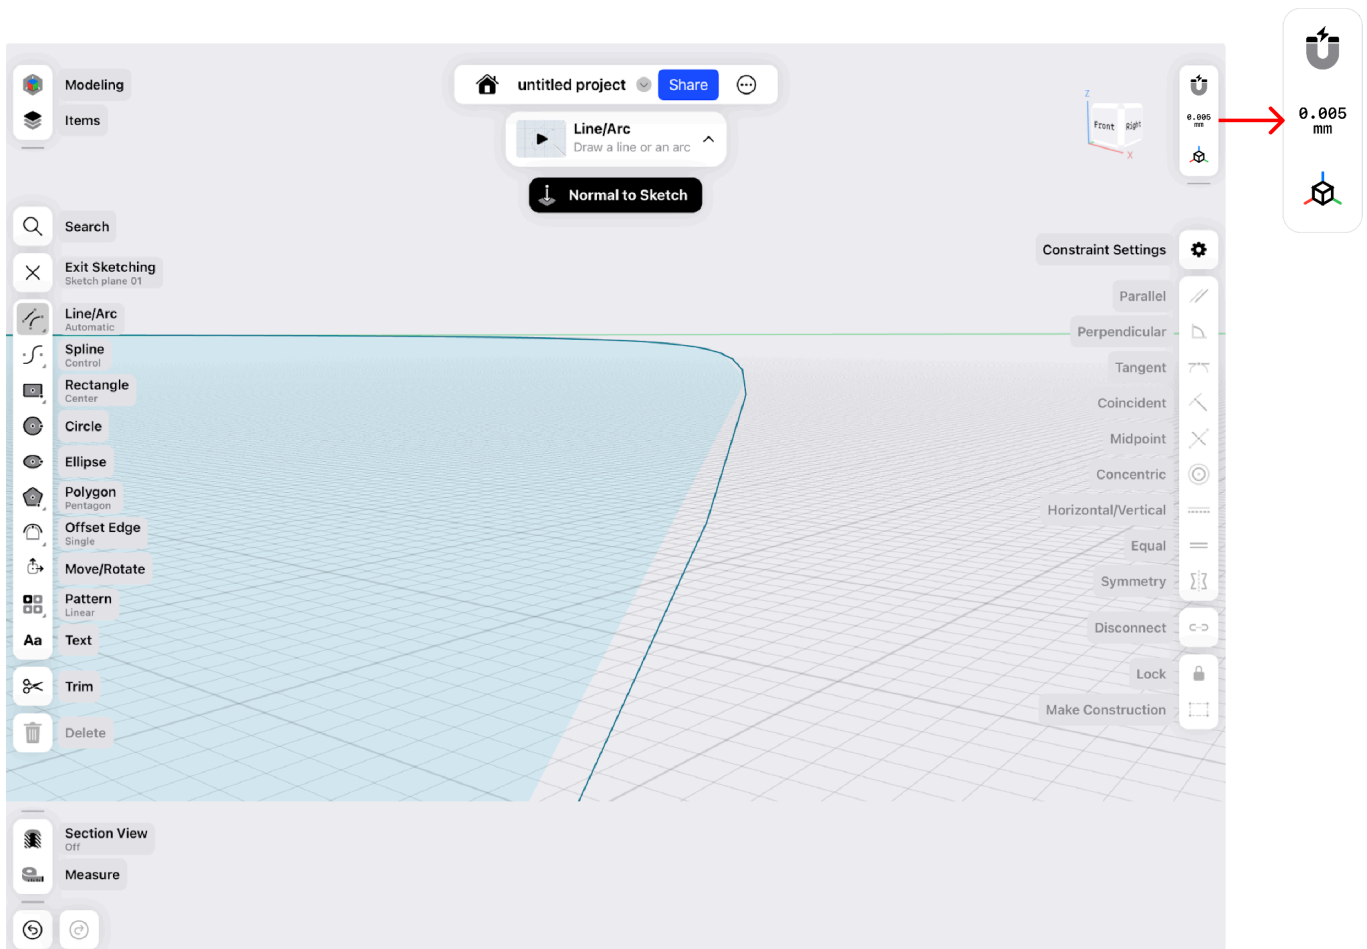 Modeling
Items
untitled project
Share
Line/Arc
Draw a line or an arc
Normal to Sketch
Z
Front
Right
X
0.005
mm
0.005
mm
Search
Exit Sketching
Sketch plane 01
Line/Arc
Automatic
Spline
Control
Rectangle
Center
Circle
Ellipse
Polygon
Pentagon
Offset Edge
Single
Move/Rotate
Pattern
Linear
Aa
Text
Trim
Delete
Section View
Off
Measure
Constraint Settings
Parallel
Perpendicular
Tangent
Coincident
Midpoint
Concentric
Horizontal/Vertical
Equal
Symmetry
Disconnect
Lock
Make Construction